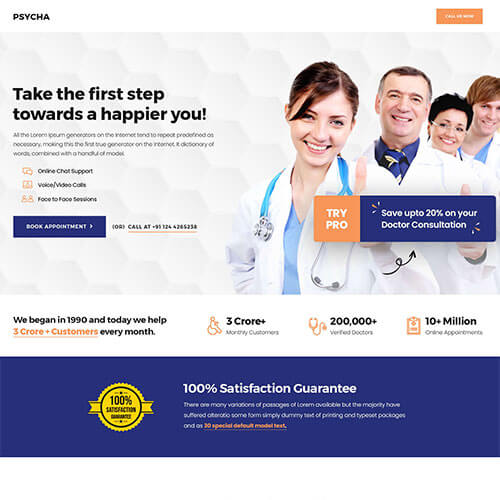 PSYCHA
CALL US NOW
Take the first step
towards a happier you!
All the Lorem Ipsum generators on the Internet tend to repeat predefined as
necessary, making this the first true generator on the Internet. It dictionary of
words, combined with a handful of model.
Online Chat Support
Voice/Video Calls
Face to Face Sessions
BOOK APPOINTMENT
(OR) CALL AT +91 124 4265238
TRY
PRO
Save upto 20% on your
Doctor Consultation
We began in 1990 and today we help
3 Crore + Customers every month.
3 Crore+
Monthly Customers
200,000+
Verified Doctors
10+ Million
Online Appointments
100%
SATISFACTION
GUARANTEE
100% Satisfaction Guarantee
There are many variations of passages of Lorem available but the majority have
suffered alteratio some form simply dummy text of printing and typeset packages
and as 30 special default model text.